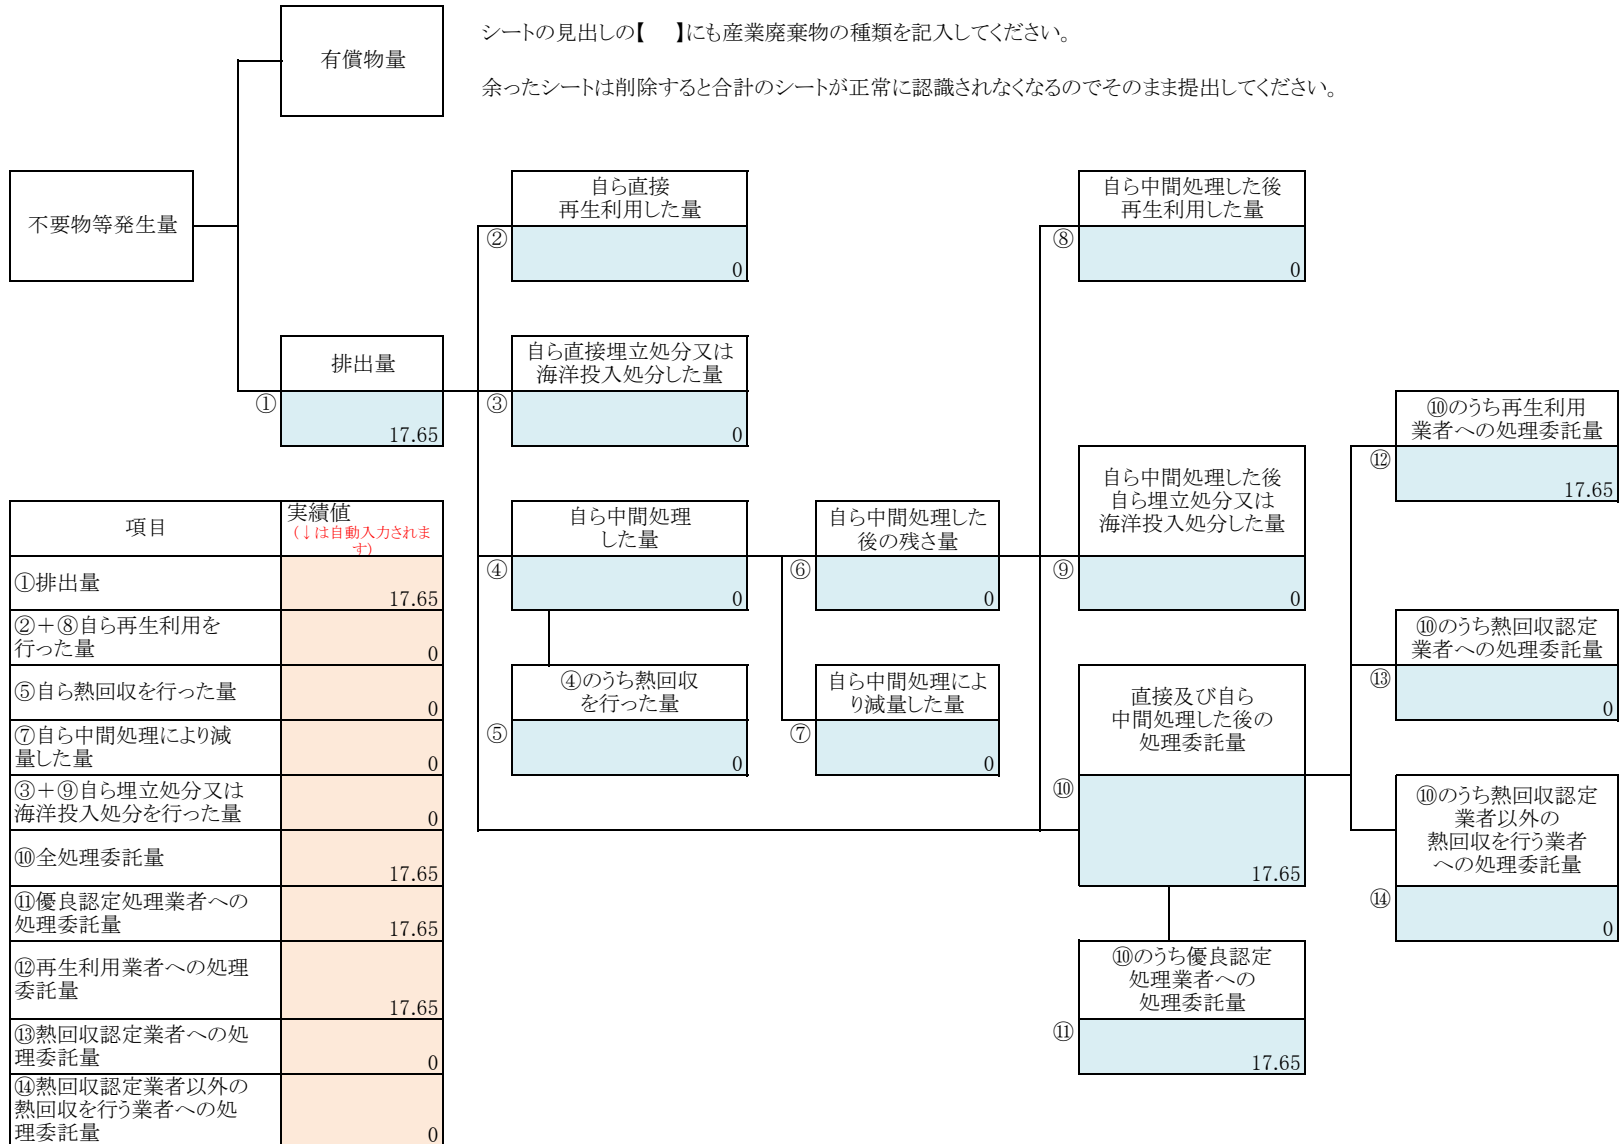 シートの見出しの【　】にも産業廃棄物の種類を記入してください。
余ったシートは削除すると合計のシートが正常に認識されなくなるのでそのまま提出してください。
有償物量
不要物等発生量
排出量
①
17.65
自ら直接
再生利用した量
②
0
自ら直接埋立処分又は
海洋投入処分した量
③
0
自ら中間処理
した量
④
0
④のうち熱回収
を行った量
⑤
0
自ら中間処理した
後の残さ量
⑥
0
自ら中間処理によ
り減量した量
⑦
0
自ら中間処理した後
再生利用した量
⑧
0
自ら中間処理した後
自ら埋立処分又は
海洋投入処分した量
⑨
0
直接及び自ら
中間処理した後の
処理委託量
⑩
17.65
⑩のうち優良認定
処理業者への
処理委託量
⑪
17.65
⑩のうち再生利用
業者への処理委託量
⑫
17.65
⑩のうち熱回収認定
業者への処理委託量
⑬
0
⑩のうち熱回収認定
業者以外の
熱回収を行う業者
への処理委託量
⑭
0
項目
実績値
(↓は自動入力されま
す)
①排出量
17.65
②＋⑧自ら再生利用を
行った量
0
⑤自ら熱回収を行った量
0
⑦自ら中間処理により減
量した量
0
③＋⑨自ら埋立処分又は
海洋投入処分を行った量
0
⑩全処理委託量
17.65
⑪優良認定処理業者への
処理委託量
17.65
⑫再生利用業者への処理
委託量
17.65
⑬熱回収認定業者への処
理委託量
0
⑭熱回収認定業者以外の
熱回収を行う業者への処
理委託量
0